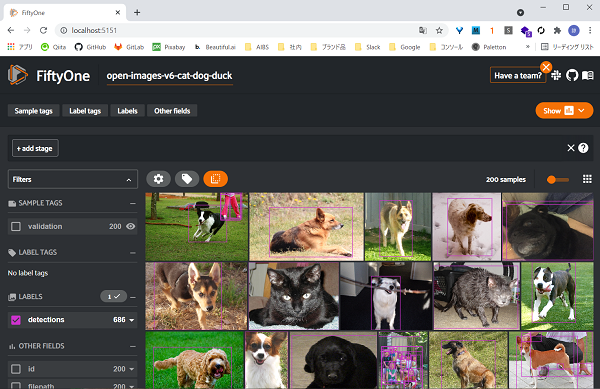 FiftyOne
localhost:5151
アプリ Qiita GitHub GitLab Pixabay Beautiful.ai AIBS 社内 ブランド品 Slack Google コンソール Paletton » リーディング リスト
FiftyOne open-images-v6-cat-dog-duck Have a team?
Sample tags Label tags Labels Other fields Show
+ add stage
Filters 200 samples
SAMPLE TAGS
validation 200
LABEL TAGS
No label tags
LABELS 1
detections 686
OTHER FIELDS
id 200
filepath 200